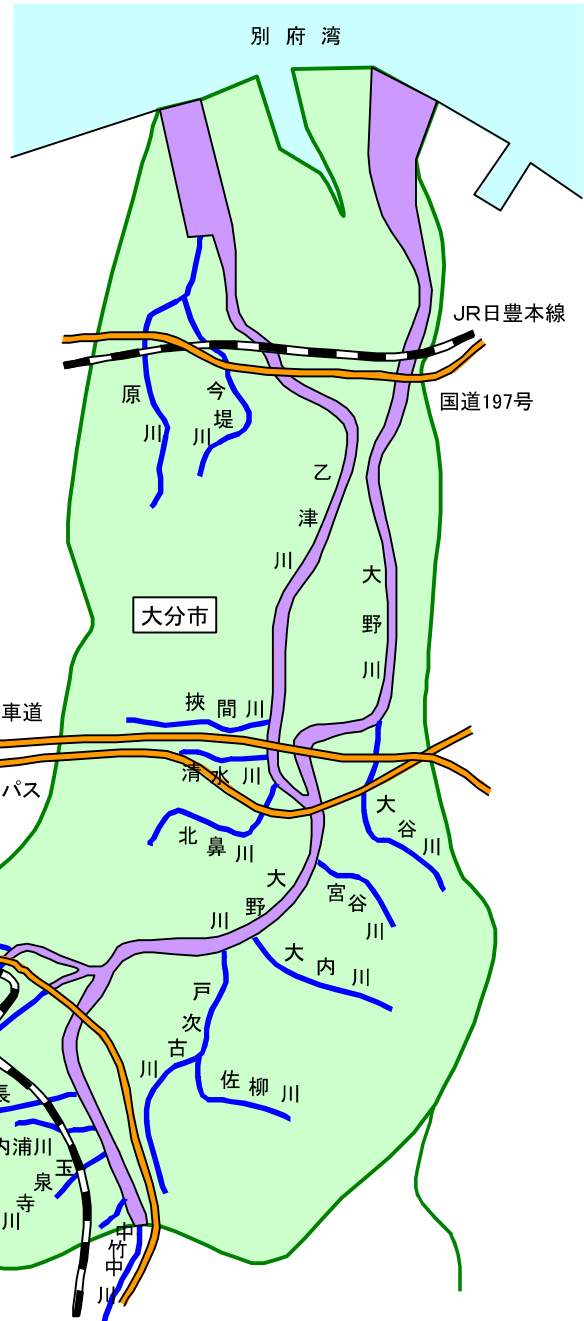 別府湾
JR日豊本線
国道197号
原川
今堤川
乙津川
大野川
大分市
挾間川
車道
清水川
パス
北鼻川
大谷川
大野川
宮谷川
大内川
戸次古川
佐柳川
長
内浦川
玉泉寺川
中竹中川